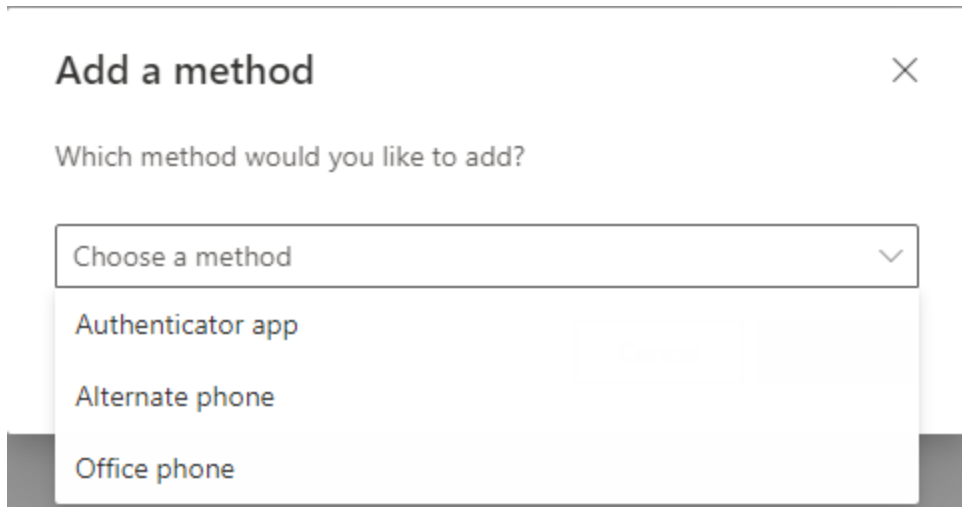 Add a method
Which method would you like to add?
Choose a method
Authenticator app
Alternate phone
Office phone